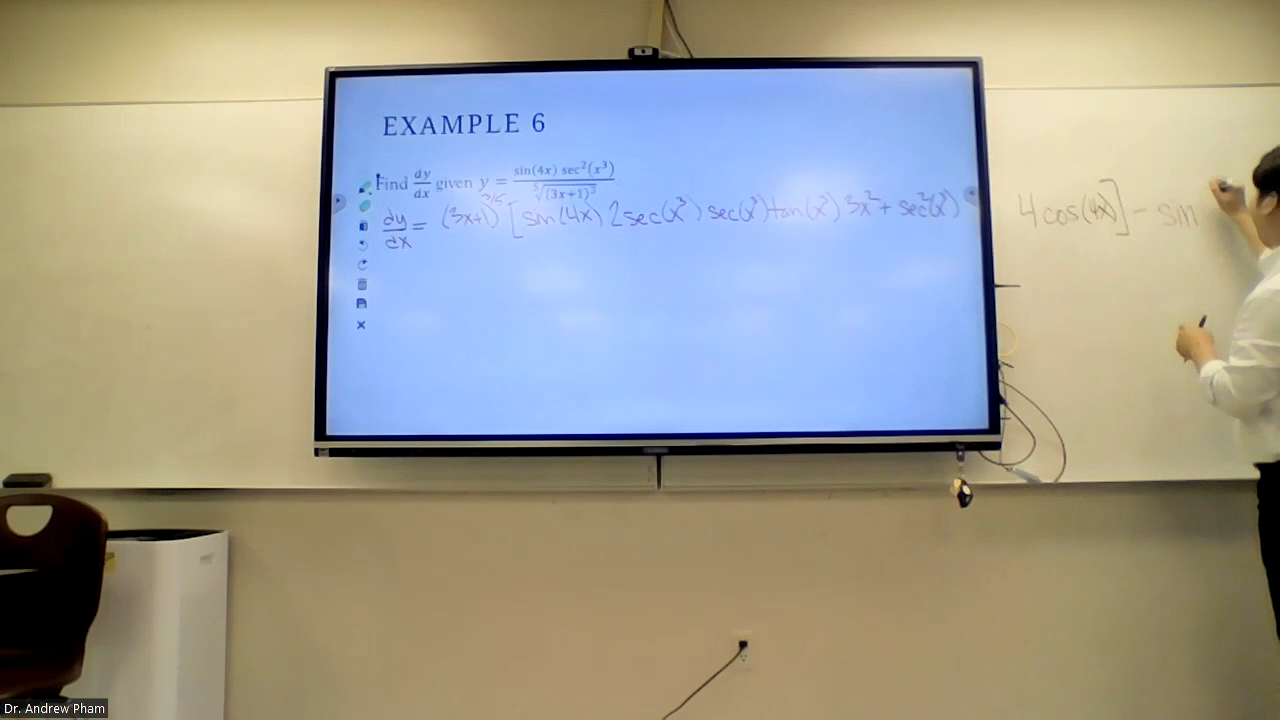 EXAMPLE 6
Find dy/dx given y = sin(4x) sec²(x³) / ⁵√(3x+1)³
dy/dx = (3x+1)^3/5 [sin(4x) 2sec(x³) sec(x³)tan(x³) 3x² + sec²(x³) 4cos(4x)] - sin
Dr. Andrew Pham